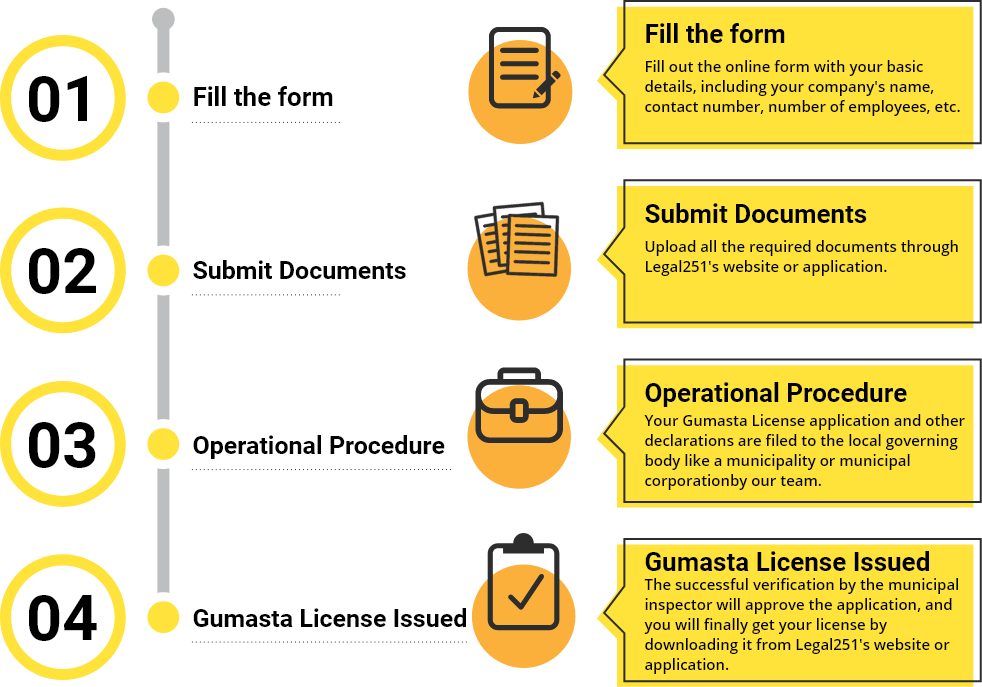 01
Fill the form
Fill the form
Fill out the online form with your basic
details, including your company's name,
contact number, number of employees, etc.
02
Submit Documents
Submit Documents
Upload all the required documents through
Legal251's website or application.
03
Operational Procedure
Operational Procedure
Your Gumasta License application and other
declarations are filed to the local governing
body like a municipality or municipal
corporationby our team.
04
Gumasta License Issued
Gumasta License Issued
The successful verification by the municipal
inspector will approve the application, and
you will finally get your license by
downloading it from Legal251's website or
application.